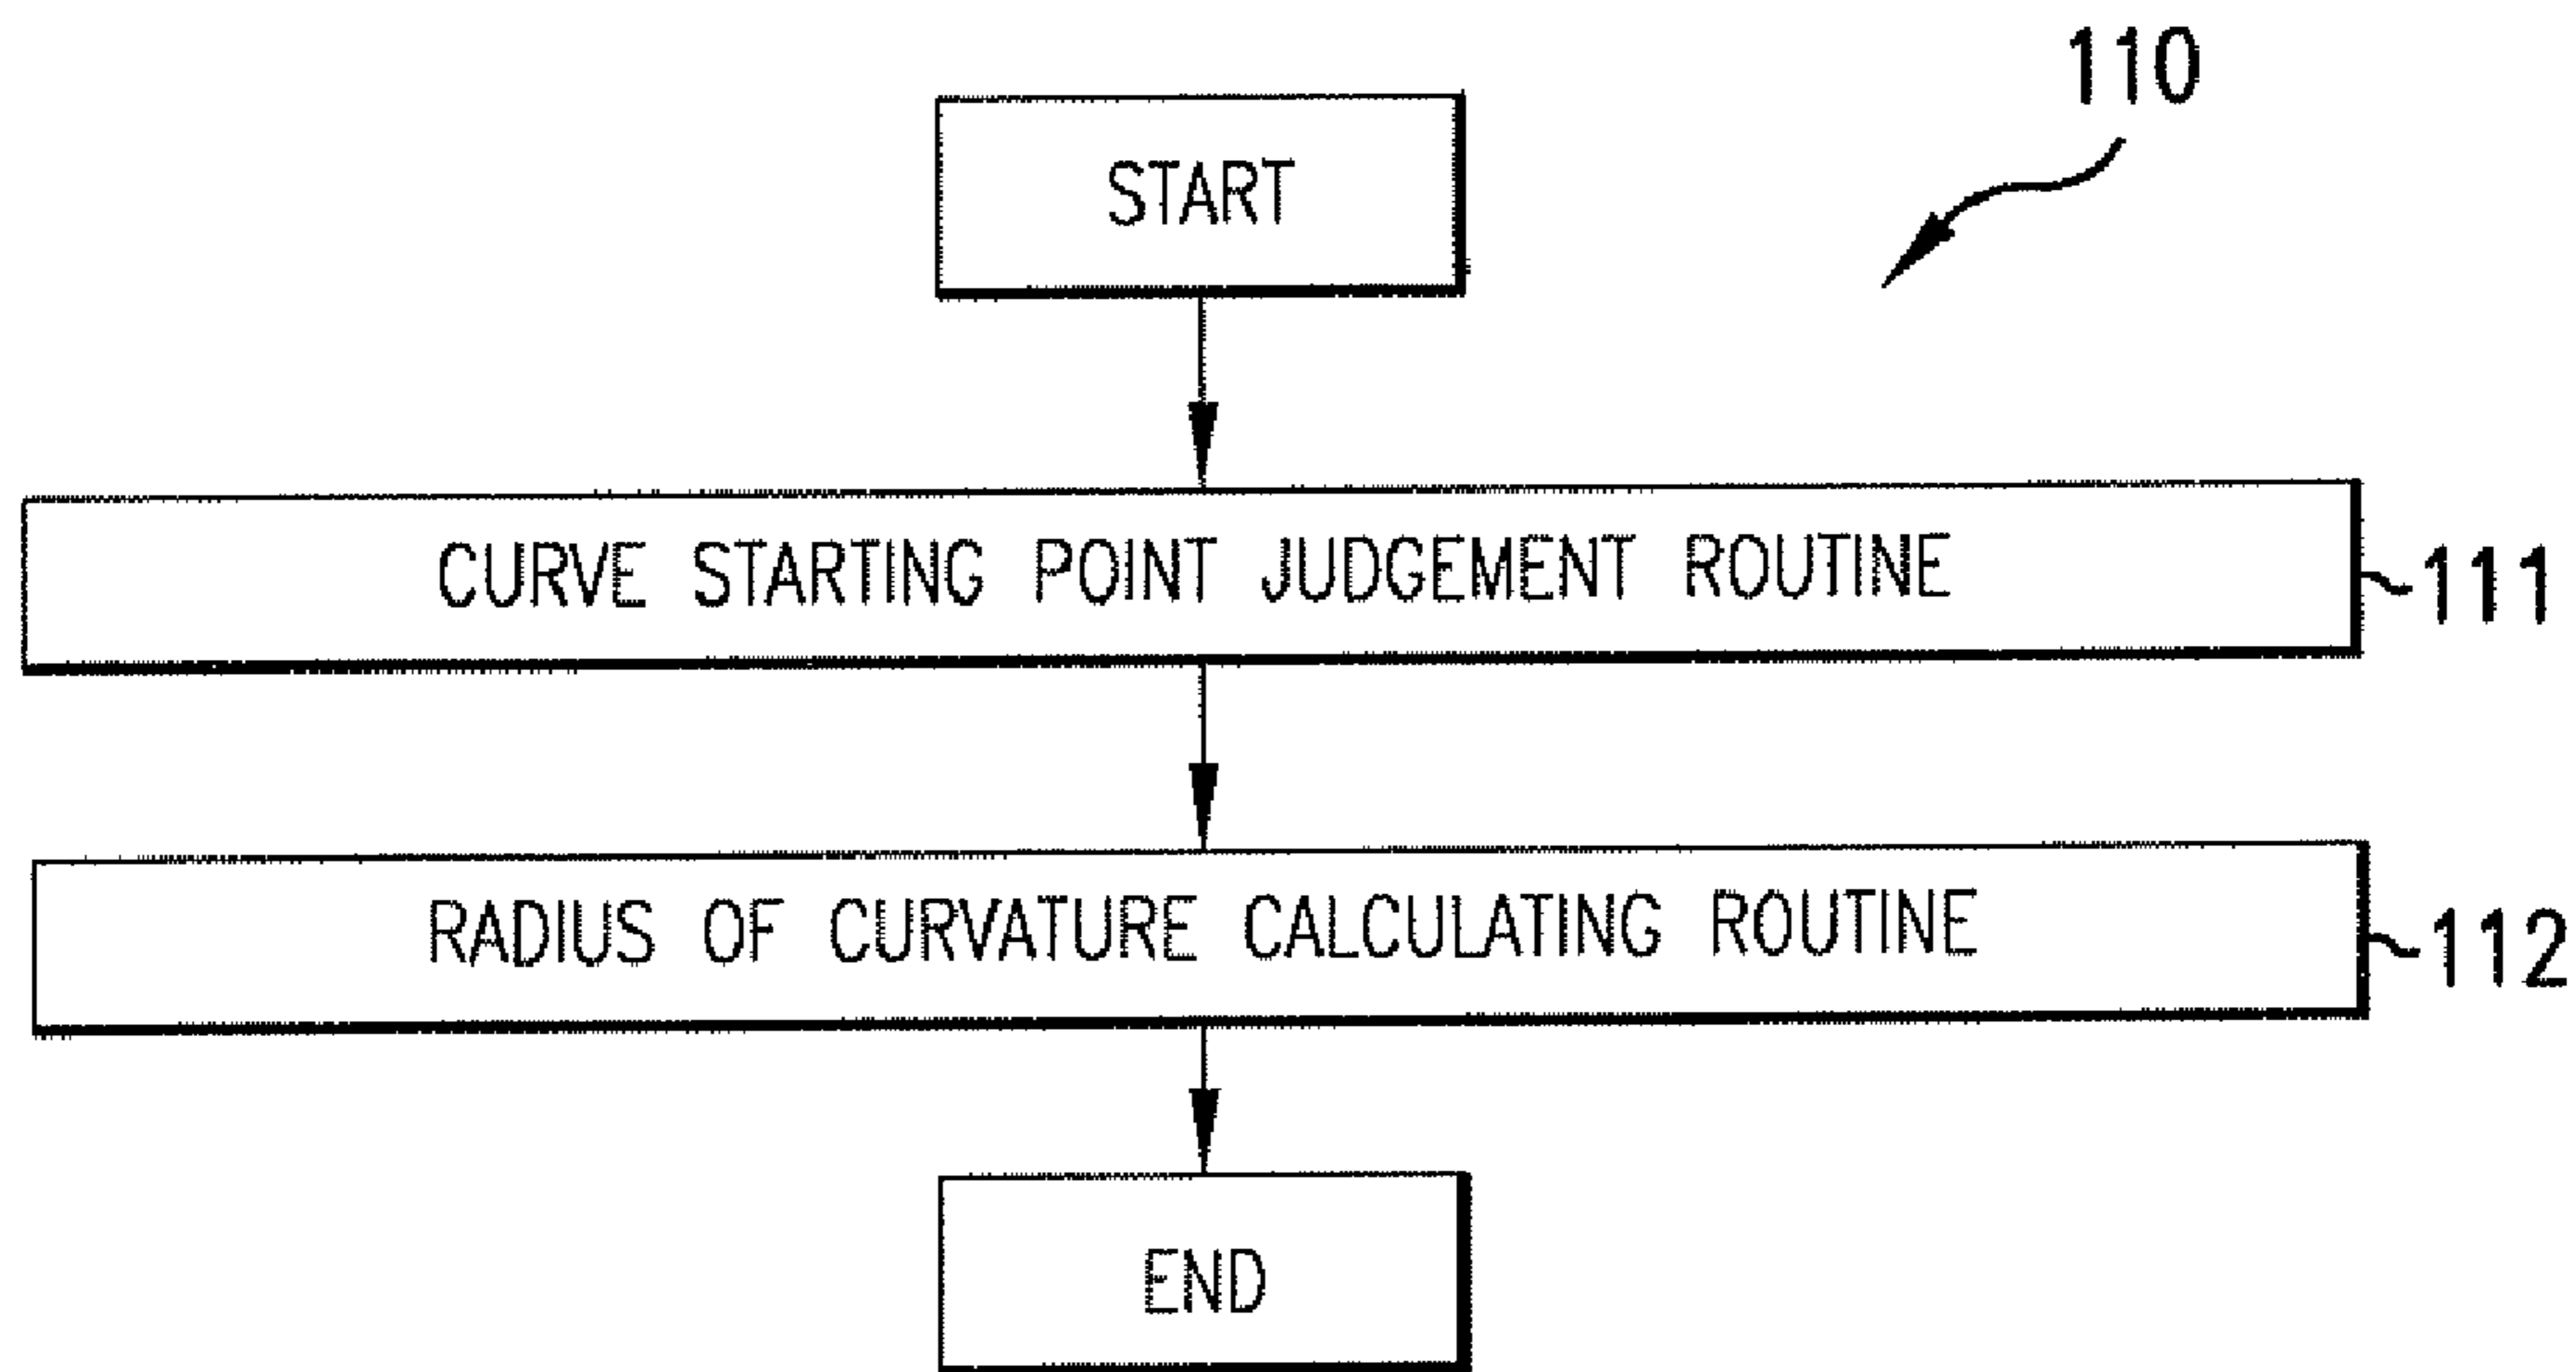 110
START
CURVE STARTING POINT JUDGEMENT ROUTINE
111
RADIUS OF CURVATURE CALCULATING ROUTINE
112
END